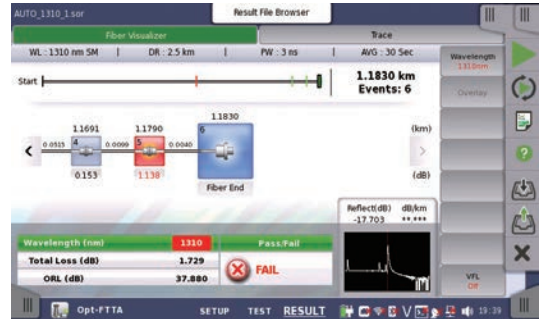 AUTO_1310_1.sor
Result File Browser
Fiber Visualizer
Trace
WL : 1310 nm SM | DR : 2.5 km | PW : 3 ns | AVG : 30 Sec
Wavelength
1310nm
Start
1.1830 km
Events: 6
Overlay
1.1691
1.1790
1.1830
(km)
0.0515
4
0.0099
5
0.0040
6
0.153
1.138
(dB)
Fiber End
Reflect(dB)
dB/km
-17.703
**.***
Wavelength (nm)
1310
Pass/Fail
Total Loss (dB)
1.729
FAIL
ORL (dB)
37.880
VFL
Off
Opt-FTTA
SETUP
TEST
RESULT
19:39